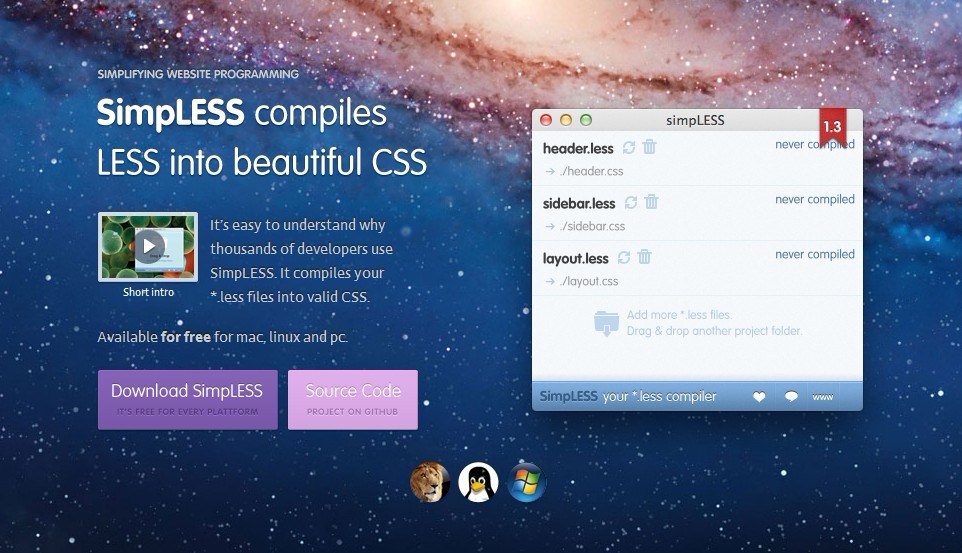 SIMPLIFYING WEBSITE PROGRAMMING
SimpLESS compiles
LESS into beautiful CSS
It's easy to understand why
thousands of developers use
SimpLESS. It compiles your
*.less files into valid CSS.
Short intro
Available for free for mac, linux and pc.
Download SimpLESS
IT'S FREE FOR EVERY PLATTFORM
Source Code
PROJECT ON GITHUB
simpLESS
1.3
header.less
never compiled
→ ./header.css
sidebar.less
never compiled
→ ./sidebar.css
layout.less
never compiled
→ ./layout.css
Add more *.less files.
Drag & drop another project folder.
SimpLESS your *.less compiler
www